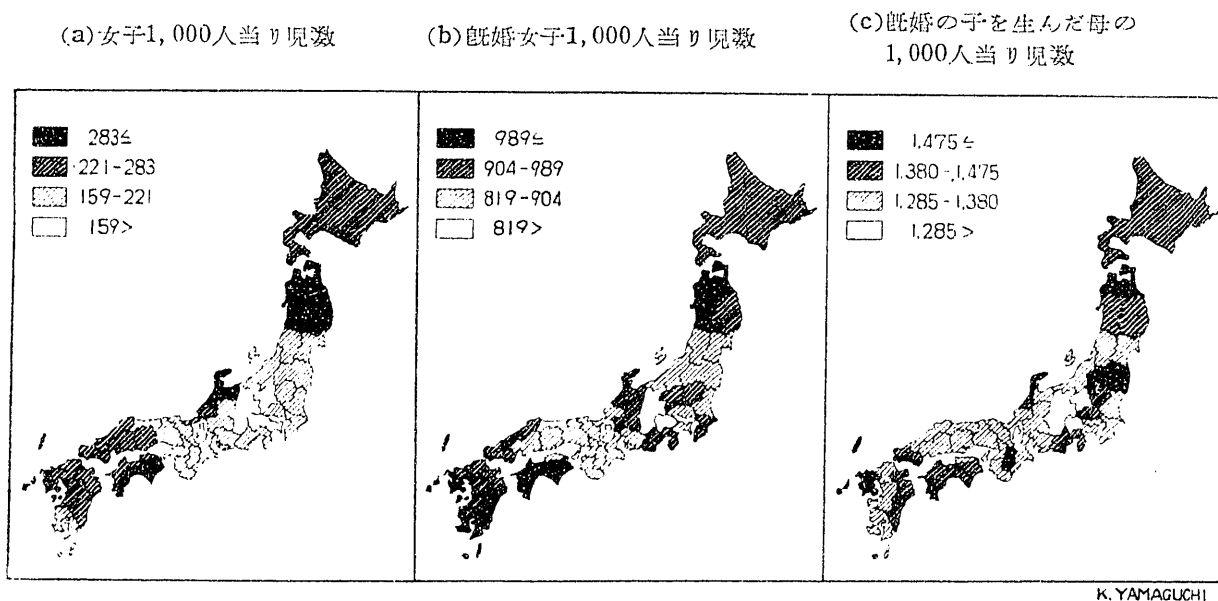 (a)女子1,000人当り児数
(b)既婚女子1,000人当り児数
(c)既婚の子を生んだ母の
1,000人当り児数
283≦
221-283
159-221
159>
989≦
904-989
819-904
819>
1.475≦
1.380-1.475
1.285-1.380
1.285>
K. YAMAGUCHI